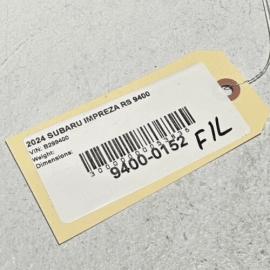 2024 SUBARU IMPREZA RS 9400
VIN: B299400
Weight:
Dimensions:
9400-0152
F/L